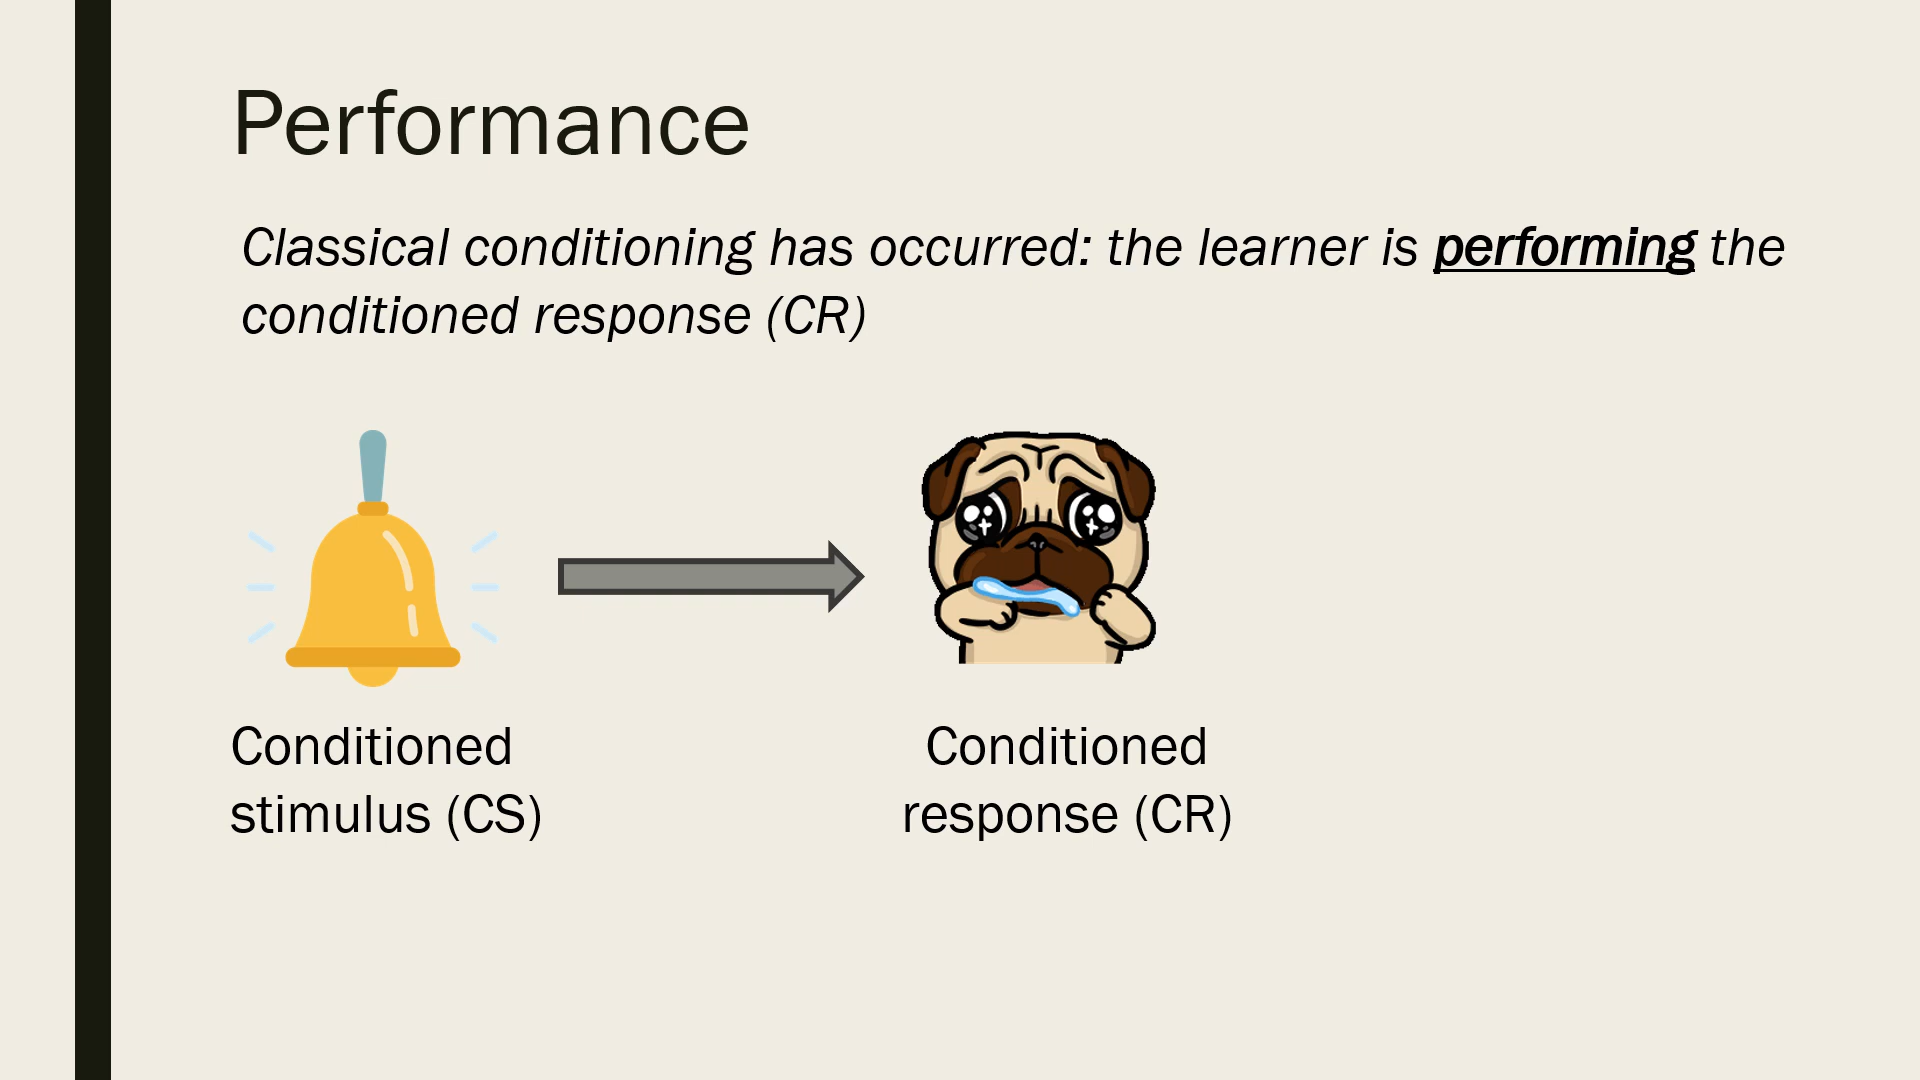 Performance
Classical conditioning has occurred: the learner is performing the
conditioned response (CR)
Conditioned
stimulus (CS)
Conditioned
response (CR)